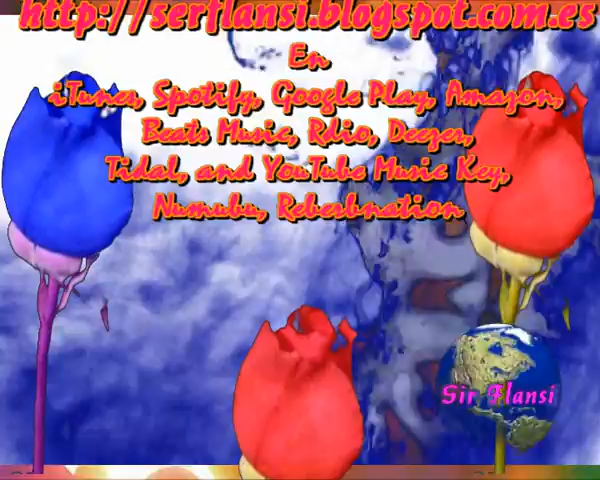 http://serflansi.blogspot.com.es
En
iTunes, Spotify, Google Play, Amazon,
Beats Music, Rdio, Deezer,
Tidal, and YouTube Music Key,
Numubu, Reberbnation
Sir Flansi